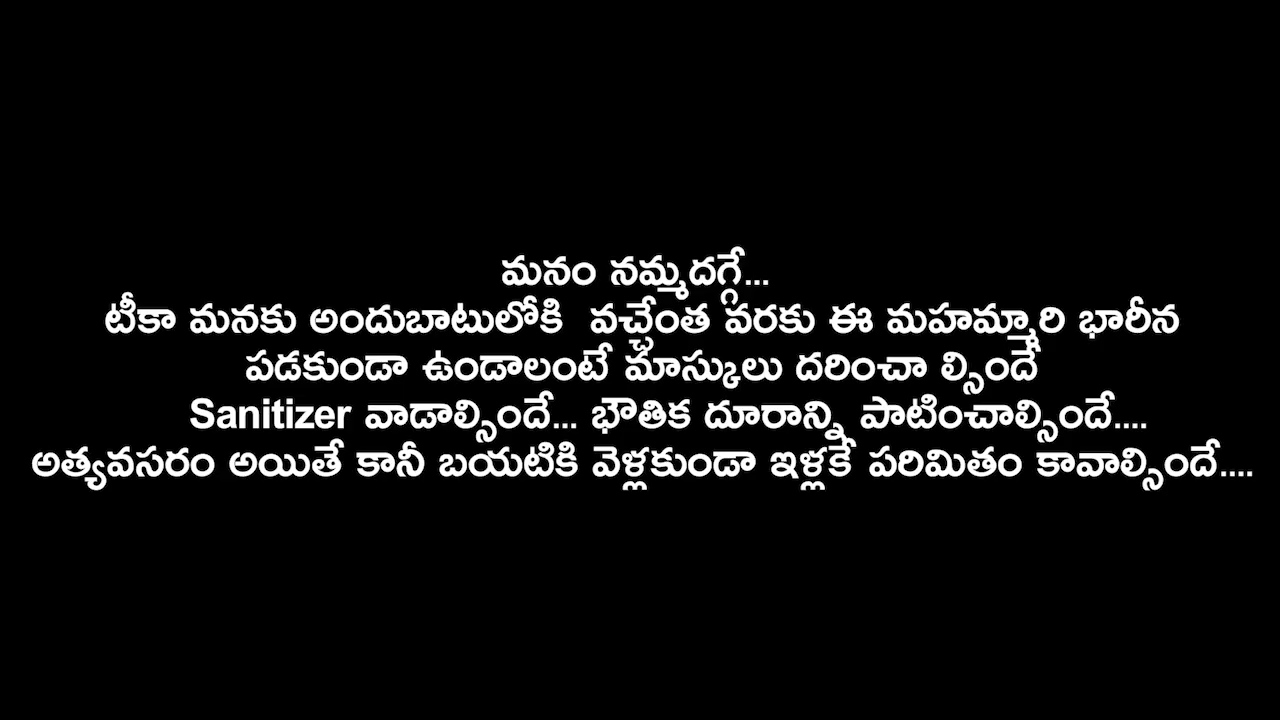 మనం నమ్మదగ్గే...
టీకా మనకు అందుబాటులోకి వచ్ఛేంత వరకు ఈ మహమ్మారి భారీన
పడకుండా ఉండాలంటే మాస్కులు దరించా ల్సిందే
Sanitizer వాడాల్సిందే... భౌతిక దూరాన్ని పాటించాల్సిందే....
అత్యవసరం అయితే కానీ బయటికి వెళ్లకుండా ఇళ్లకే పరిమితం కావాల్సిందే....